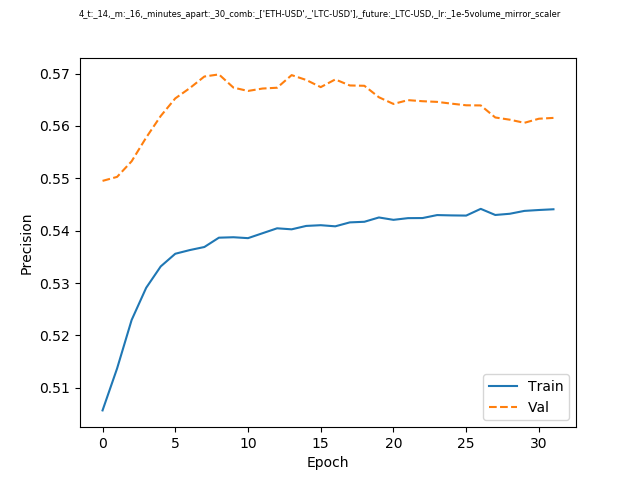 4_t:_14,_m:_16,_minutes_apart:_30_comb:_['ETH-USD',_'LTC-USD'],_future:_LTC-USD,_lr:_1e-5volume_mirror_scaler
0.57
0.56
0.55
0.54
0.53
0.52
0.51
Precision
0 5 10 15 20 25 30
Epoch
Train
Val